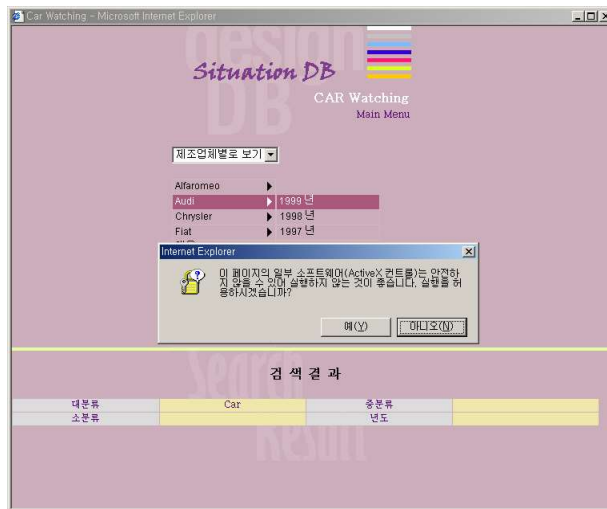 Car Watching - Microsoft Internet Explorer
design
DB
Situation DB
CAR Watching
Main Menu
제조업체별로 보기
Alfaromeo
Audi 1999 년
Chrysler 1998 년
Fiat 1997 년
Internet Explorer
이 페이지의 일부 소프트웨어(ActiveX 컨트롤)는 안전하
지 않을 수 있어 실행하지 않는 것이 좋습니다. 실행을 허
용하시겠습니까?
예(Y) 아니오(N)
Search
검 색 결 과
대분류 Car 중분류
소분류 년도
Result